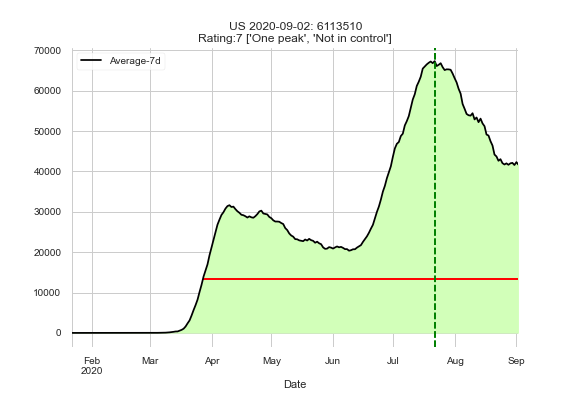 US 2020-09-02: 6113510
Rating:7 ['One peak', 'Not in control']
70000
Average-7d
60000
50000
40000
30000
20000
10000
0
Feb Mar Apr May Jun Jul Aug Sep
2020
Date